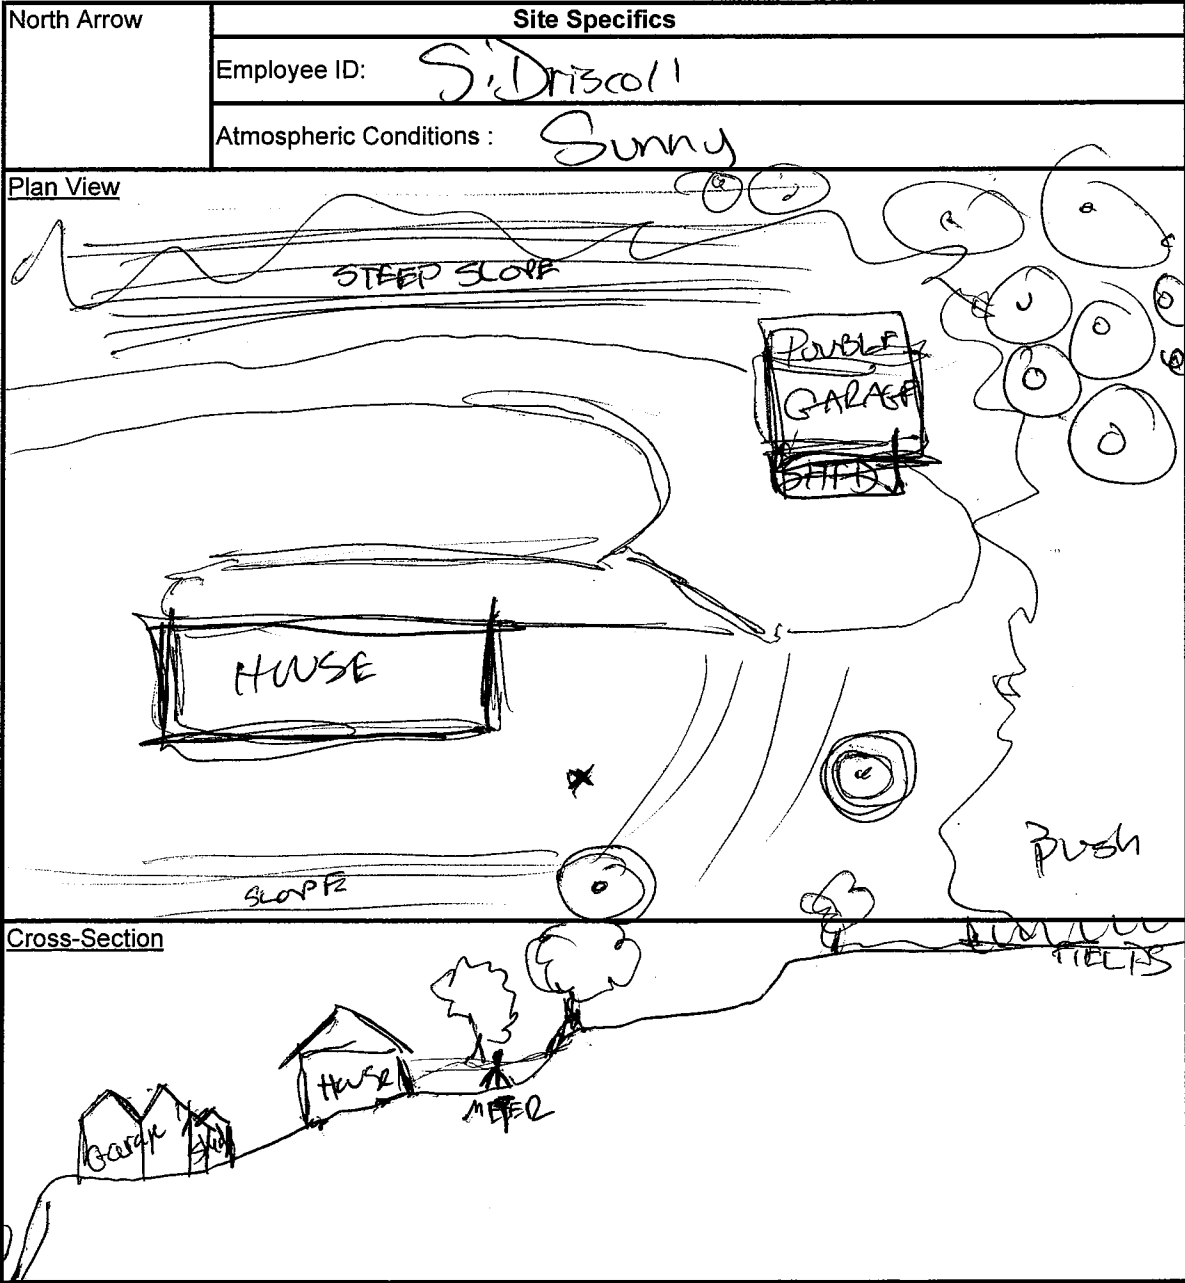 North Arrow
Site Specifics
Employee ID: S. Driscoll
Atmospheric Conditions : Sunny
Plan View
STEEP SLOPE
DOUBLE
GARAGE
SHED
HOUSE
Bush
SLOPE
Cross-Section
FIELDS
House
METER
Garage
Shed